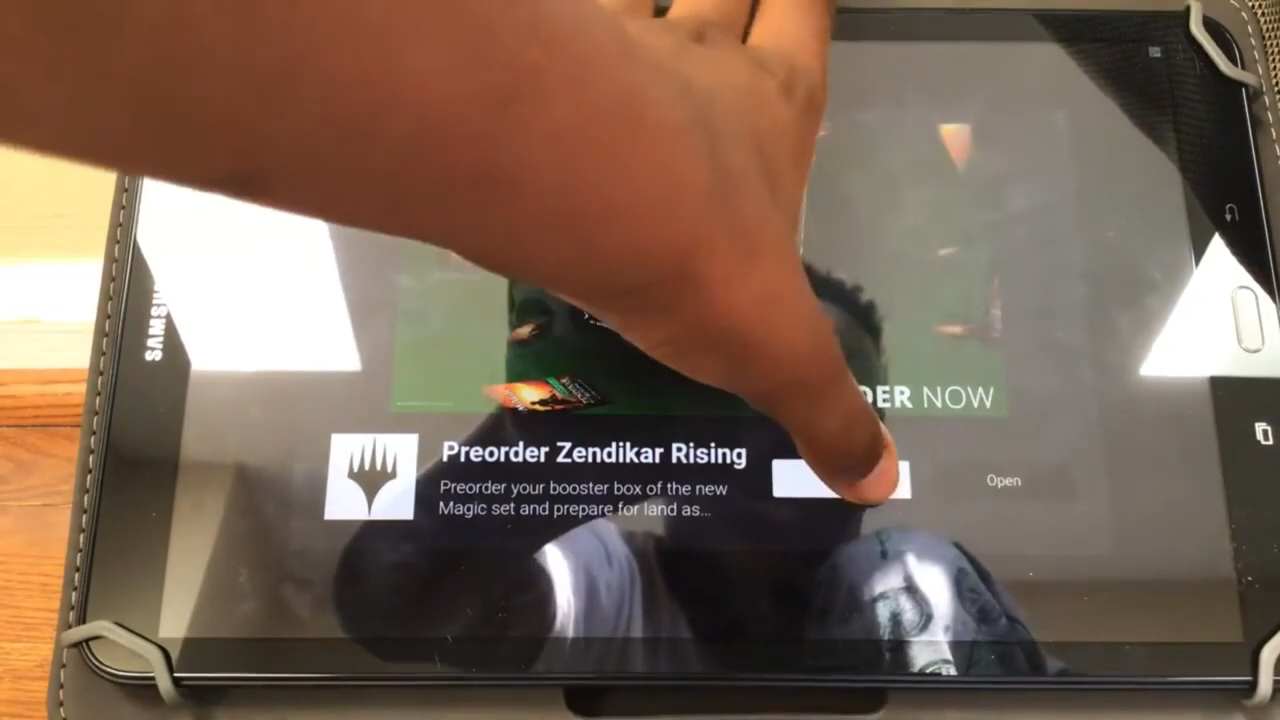 SAMSU
DER NOW
Preorder Zendikar Rising
Preorder your booster box of the new
Magic set and prepare for land as...
Open